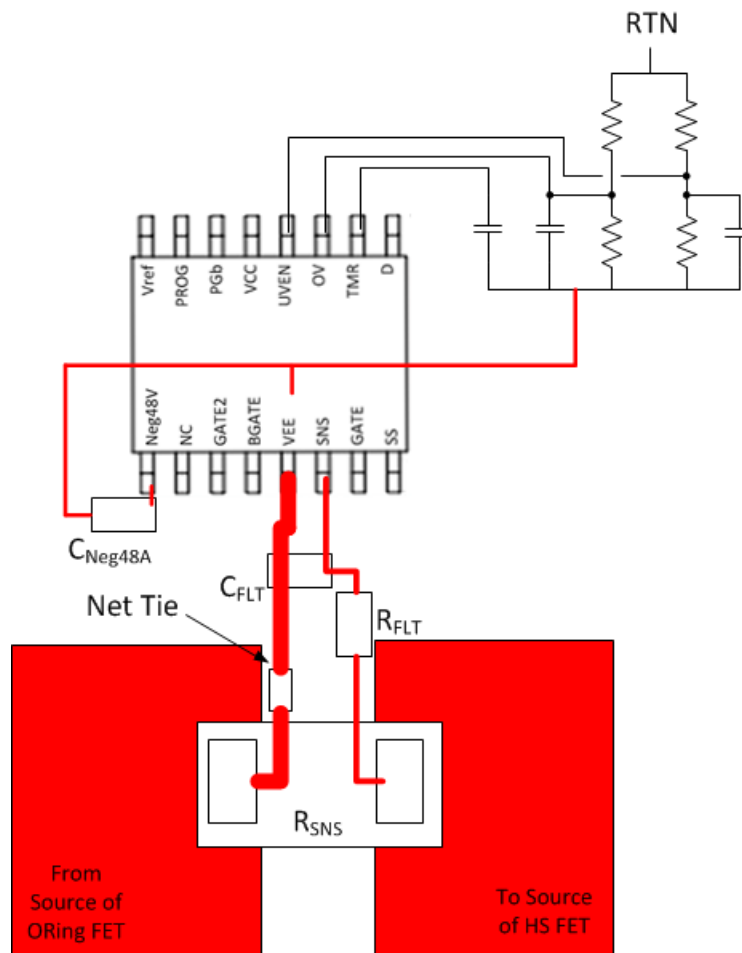 RTN
Vref
PROG
PGb
VCC
UVEN
OV
TMR
D
Neg48V
NC
GATE2
BGATE
VEE
SNS
GATE
SS
CNeg48A
CFLT
Net Tie
RFLT
RSNS
From
Source of
ORing FET
To Source
of HS FET